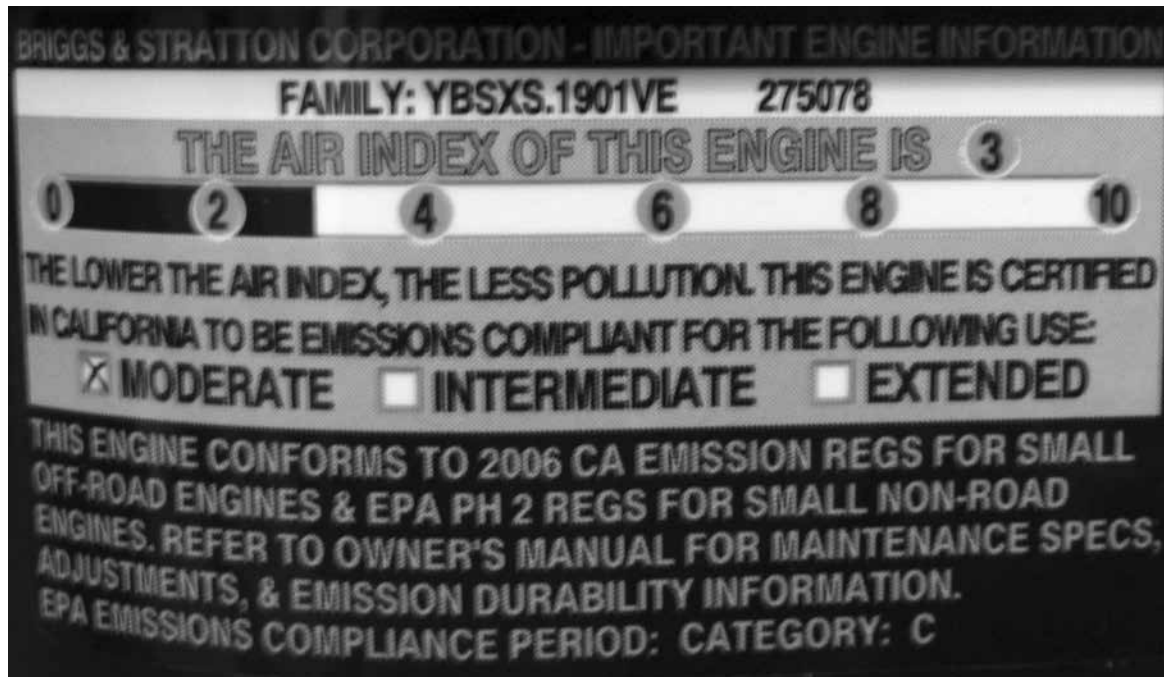 BRIGGS & STRATTON CORPORATION - IMPORTANT ENGINE INFORMATION
FAMILY: YBSXS.1901VE 275078
THE AIR INDEX OF THIS ENGINE IS 3
0 2 4 6 8 10
THE LOWER THE AIR INDEX, THE LESS POLLUTION. THIS ENGINE IS CERTIFIED
IN CALIFORNIA TO BE EMISSIONS COMPLIANT FOR THE FOLLOWING USE:
X MODERATE INTERMEDIATE EXTENDED
THIS ENGINE CONFORMS TO 2006 CA EMISSION REGS FOR SMALL
OFF-ROAD ENGINES & EPA PH 2 REGS FOR SMALL NON-ROAD
ENGINES. REFER TO OWNER'S MANUAL FOR MAINTENANCE SPECS,
ADJUSTMENTS, & EMISSION DURABILITY INFORMATION.
EPA EMISSIONS COMPLIANCE PERIOD: CATEGORY: C